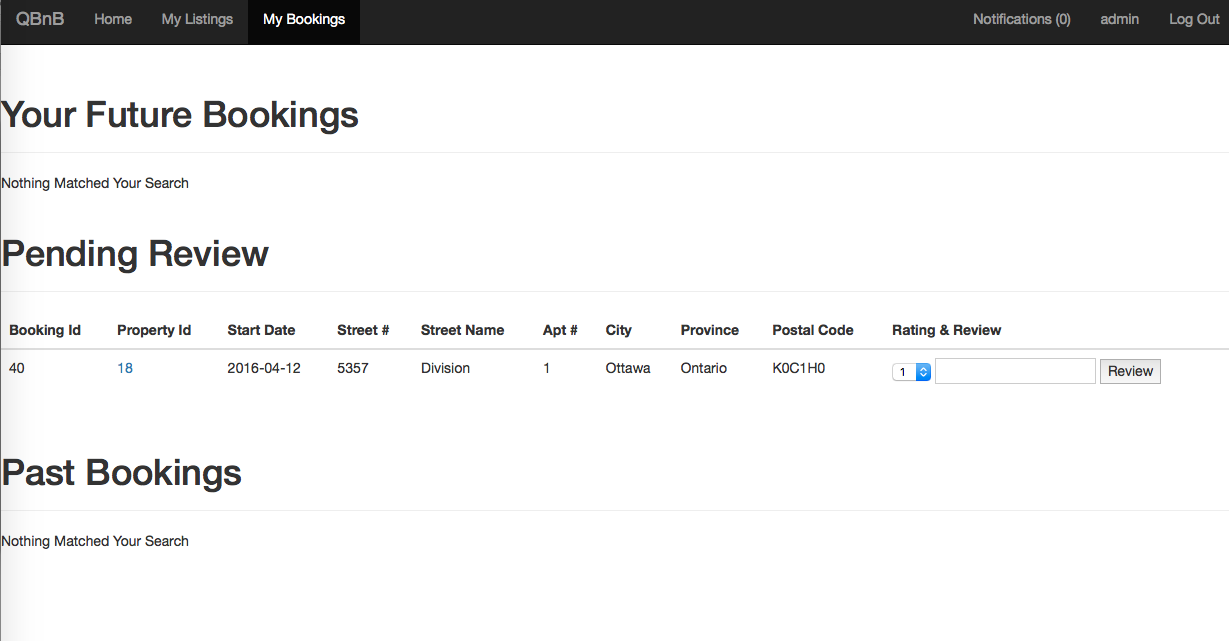 QBnB Home My Listings My Bookings Notifications (0) admin Log Out
Your Future Bookings
Nothing Matched Your Search
Pending Review
Booking Id Property Id Start Date Street # Street Name Apt # City Province Postal Code Rating & Review
40 18 2016-04-12 5357 Division 1 Ottawa Ontario K0C1H0 1 Review
Past Bookings
Nothing Matched Your Search